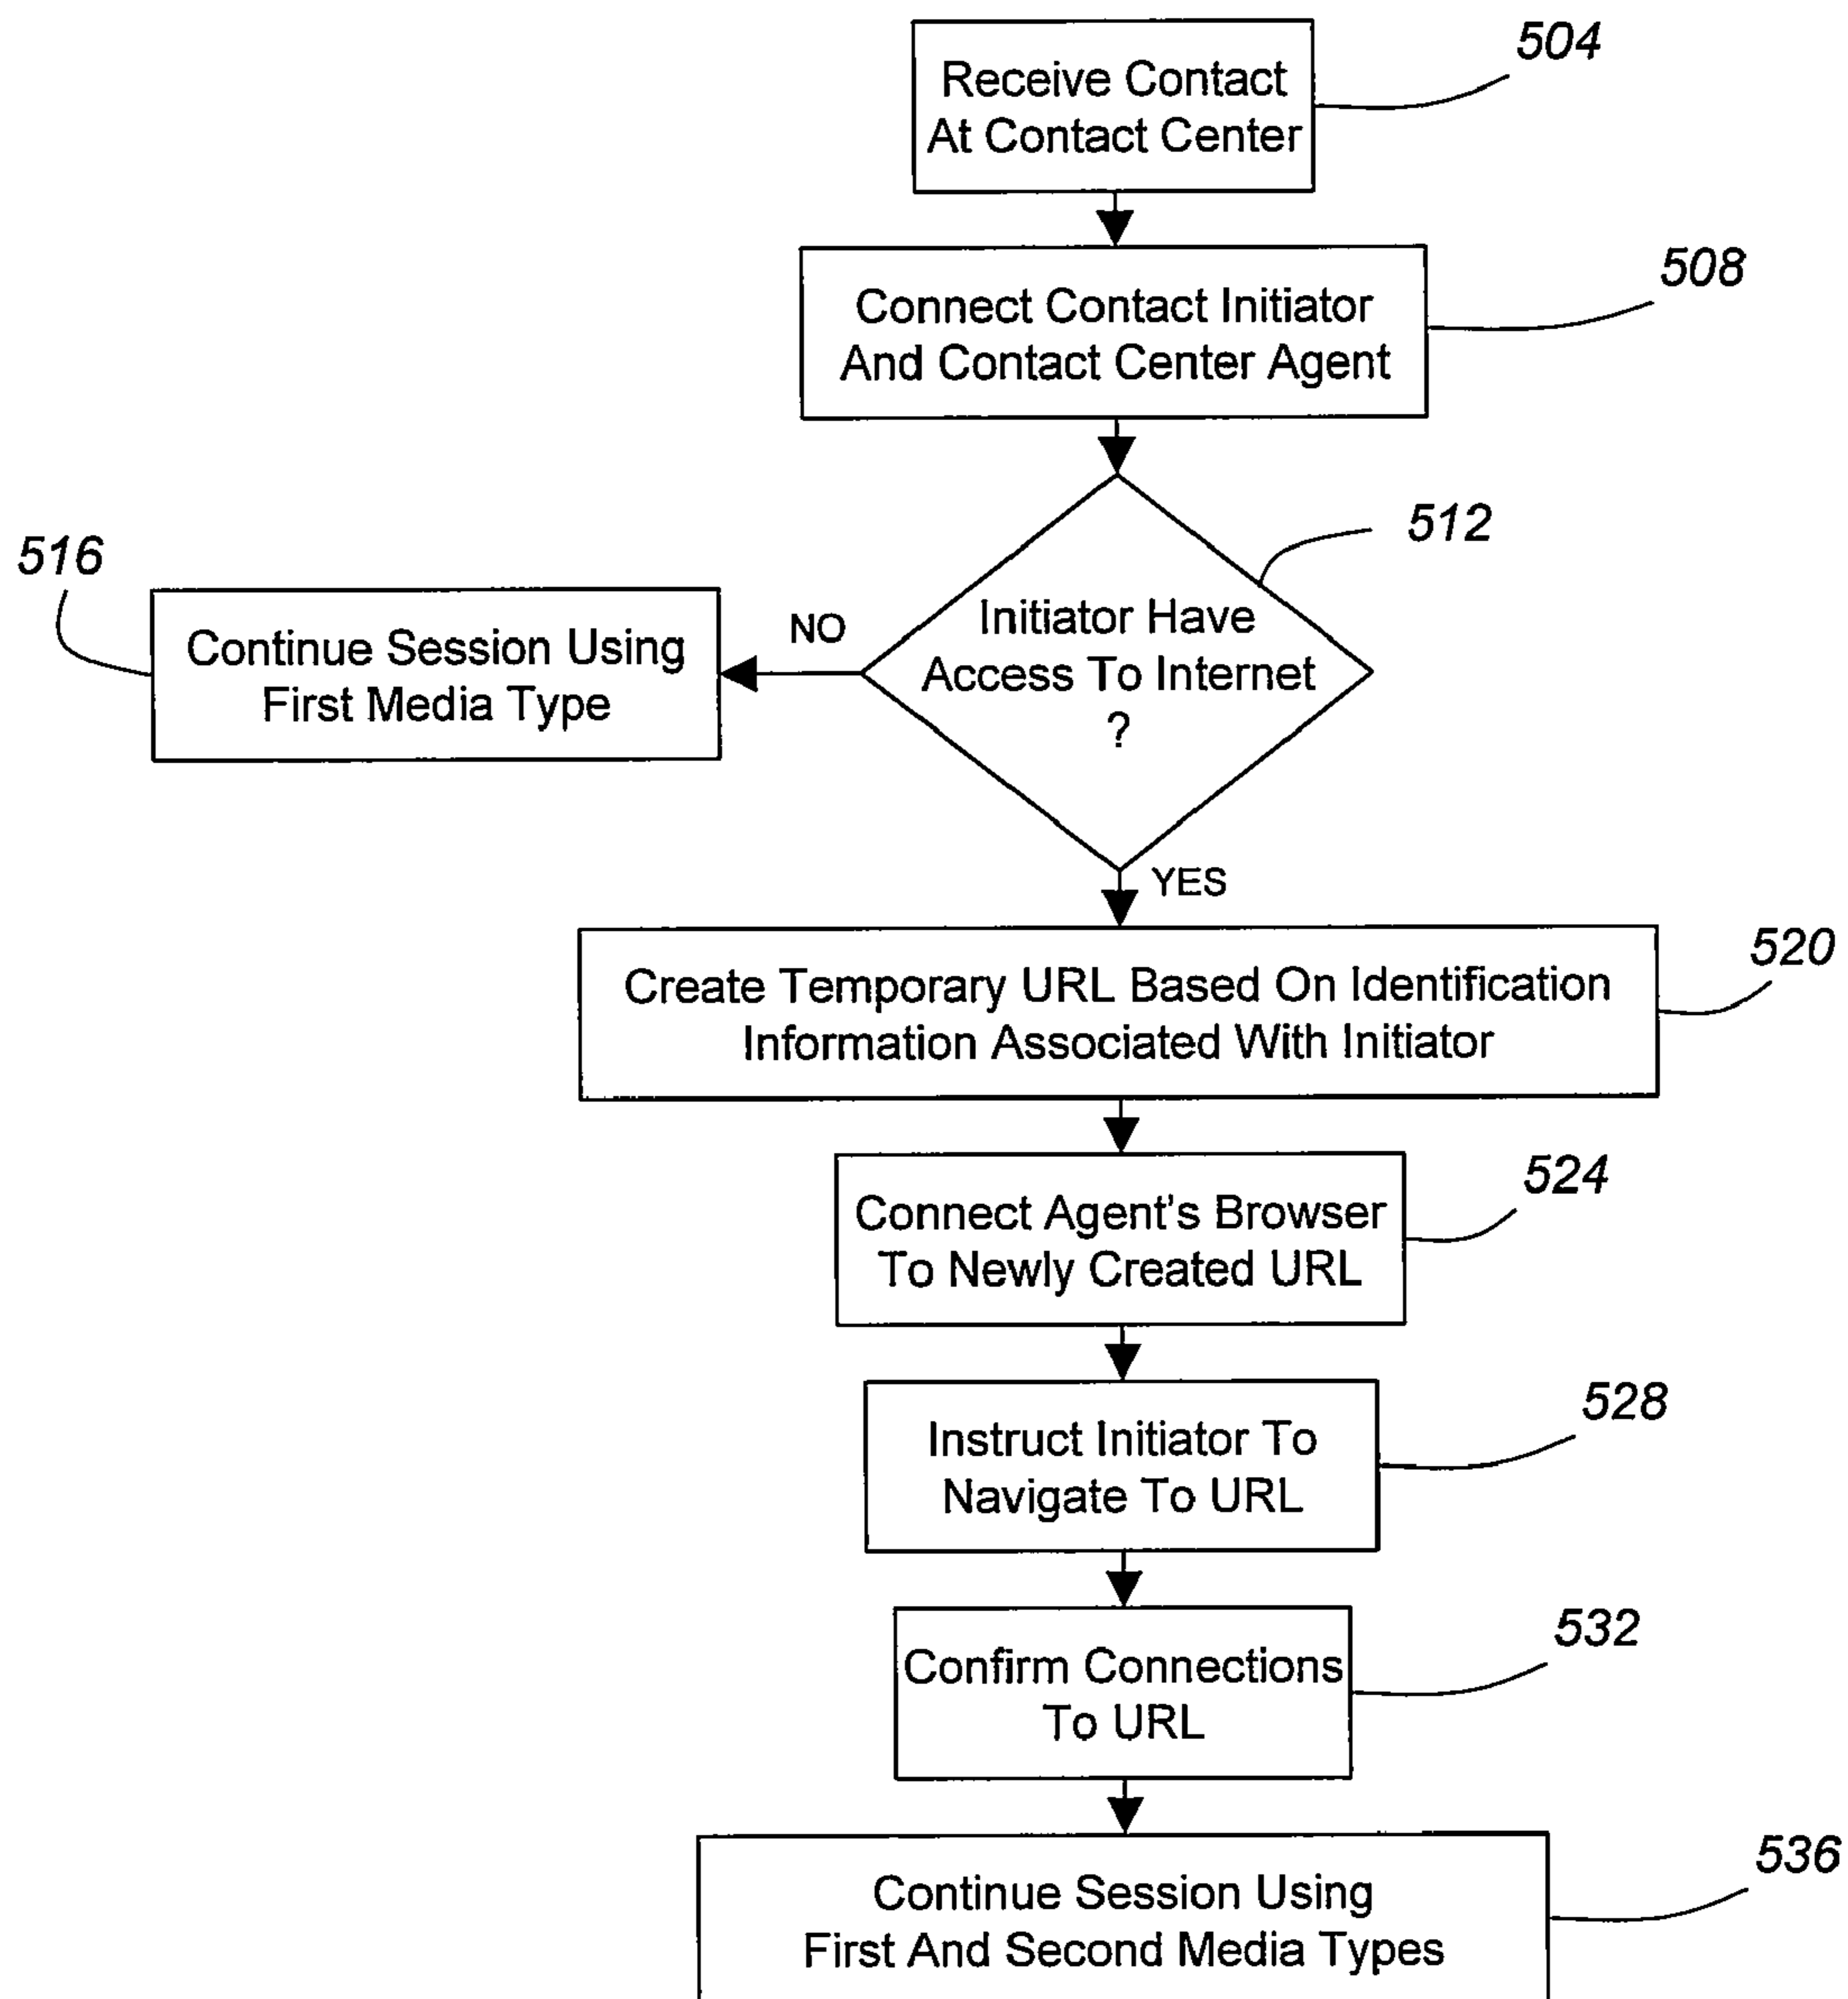 504
Receive Contact
At Contact Center
508
Connect Contact Initiator
And Contact Center Agent
512
Initiator Have
Access To Internet
?
NO
516
Continue Session Using
First Media Type
YES
520
Create Temporary URL Based On Identification
Information Associated With Initiator
524
Connect Agent's Browser
To Newly Created URL
528
Instruct Initiator To
Navigate To URL
532
Confirm Connections
To URL
536
Continue Session Using
First And Second Media Types